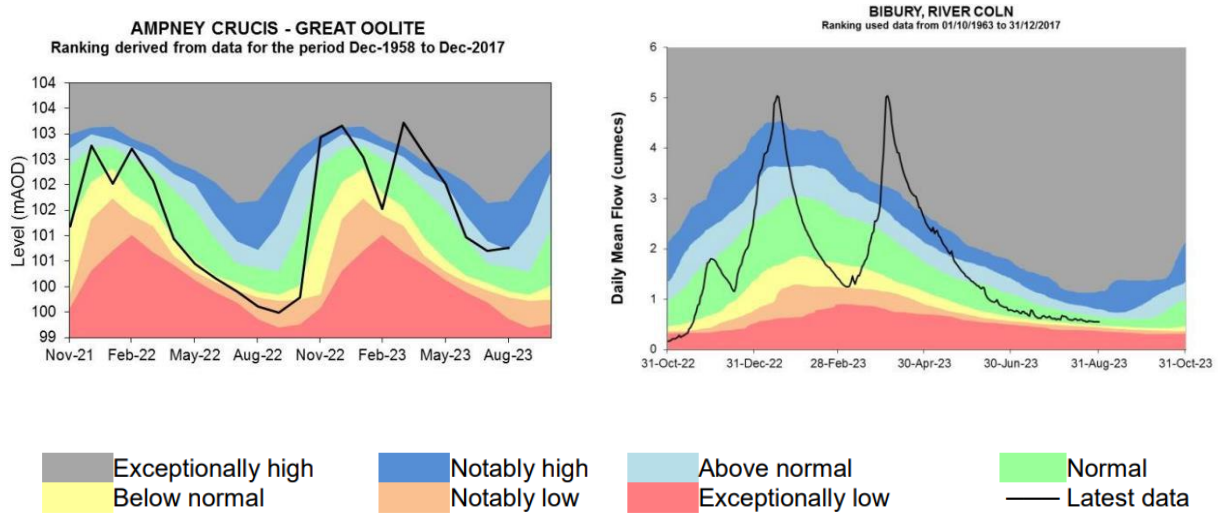 AMPNEY CRUCIS - GREAT OOLITE
Ranking derived from data for the period Dec-1958 to Dec-2017
Level (mAOD)
104
104
103
103
102
102
101
101
100
100
99
Nov-21 Feb-22 May-22 Aug-22 Nov-22 Feb-23 May-23 Aug-23
BIBURY, RIVER COLN
Ranking used data from 01/10/1963 to 31/12/2017
Daily Mean Flow (cumecs)
6
5
4
3
2
1
0
31-Oct-22 31-Dec-22 28-Feb-23 30-Apr-23 30-Jun-23 31-Aug-23 31-Oct-23
Exceptionally high Notably high Above normal Normal
Below normal Notably low Exceptionally low Latest data